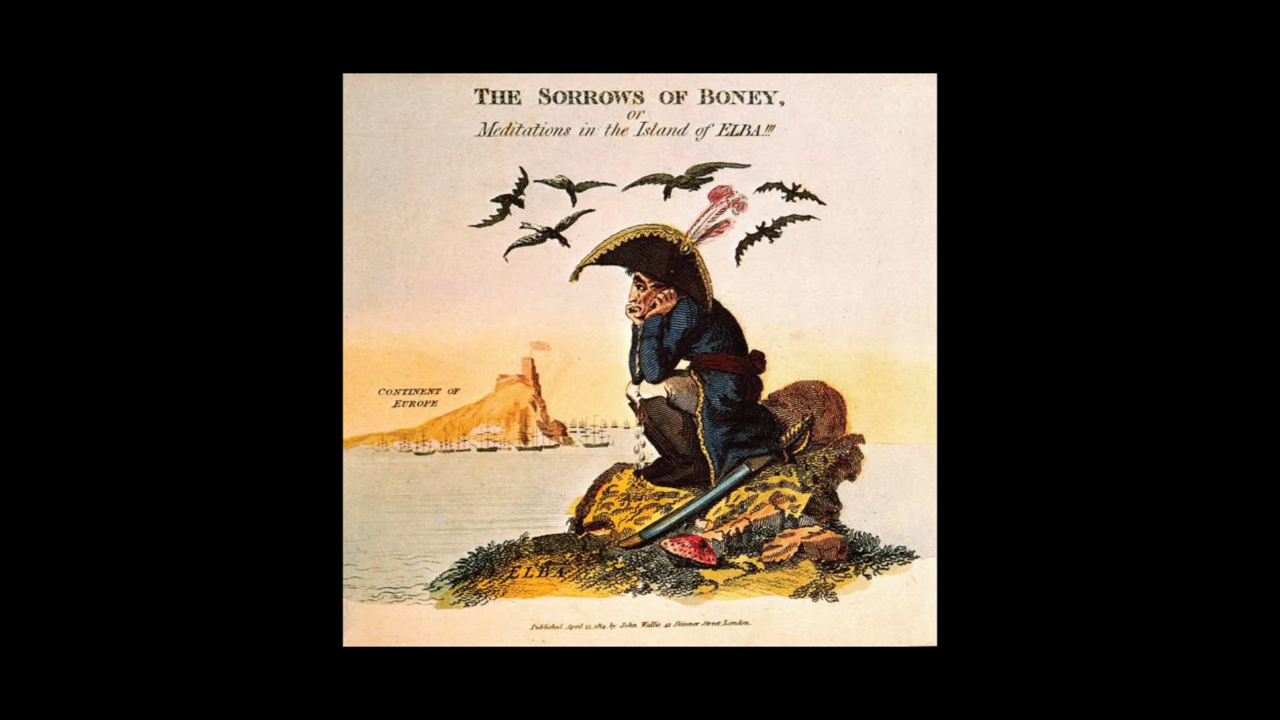 THE SORROWS OF BONEY,
or
Meditations in the Island of ELBA!!!
CONTINENT OF
EUROPE
ELBA
Published April 15, 1814, by John Wallis, 42 Skinner Street, London.